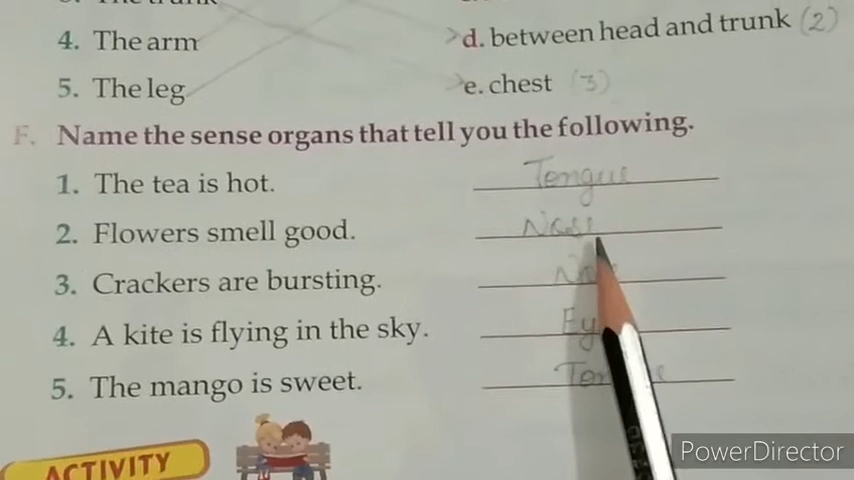 4. The arm d. between head and trunk (2)
5. The leg e. chest (3)
F. Name the sense organs that tell you the following.
1. The tea is hot. Tongue
2. Flowers smell good.
3. Crackers are bursting.
4. A kite is flying in the sky.
5. The mango is sweet.
ACTIVITY
PowerDirector